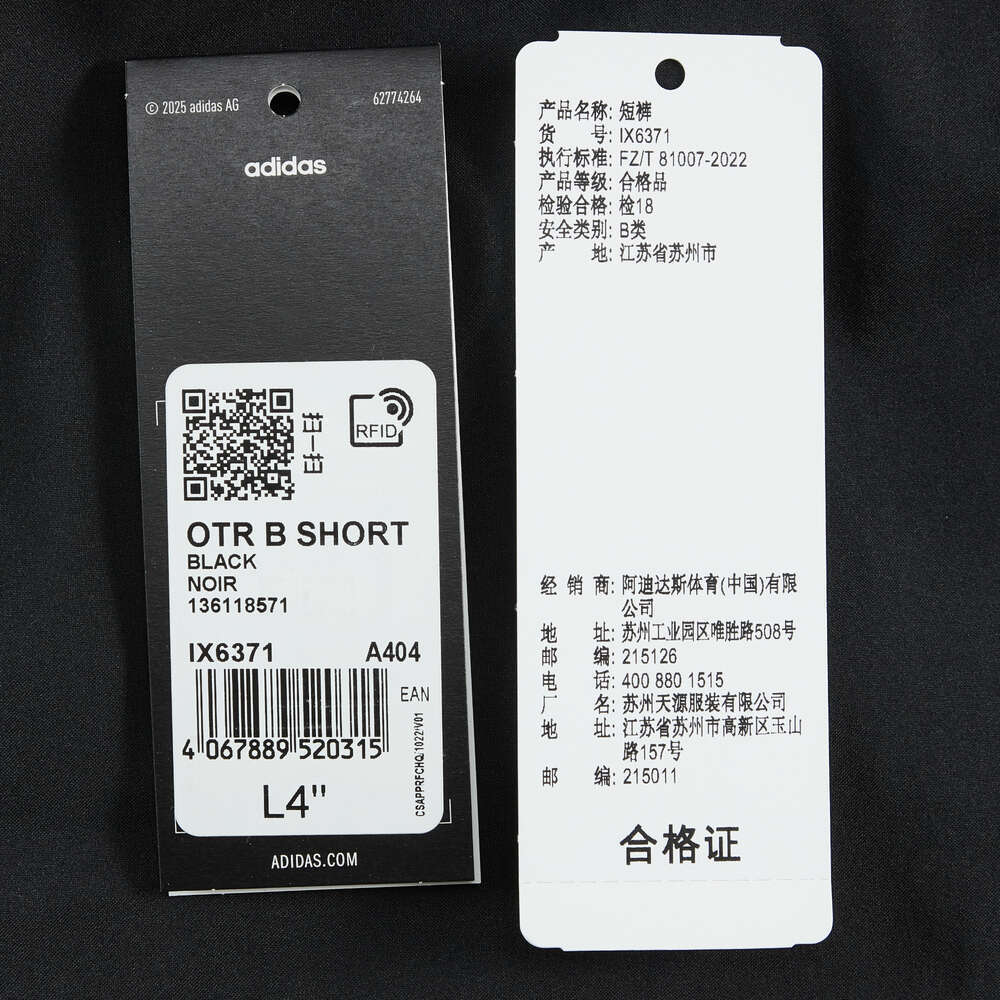 © 2025 adidas AG
62774264
adidas
扫一扫
RFID
OTR B SHORT
BLACK
NOIR
136118571
IX6371 A404
EAN
4 067889 520315
CSAPPRFCHQ/1022/V01
L4"
ADIDAS.COM
产品名称: 短裤
货 号: IX6371
执行标准: FZ/T 81007-2022
产品等级: 合格品
检验合格: 检18
安全类别: B类
产 地: 江苏省苏州市
经 销 商: 阿迪达斯体育(中国)有限
公司
地 址: 苏州工业园区唯胜路508号
邮 编: 215126
电 话: 400 880 1515
厂 名: 苏州天源服装有限公司
地 址: 江苏省苏州市高新区玉山
路157号
邮 编: 215011
合格证